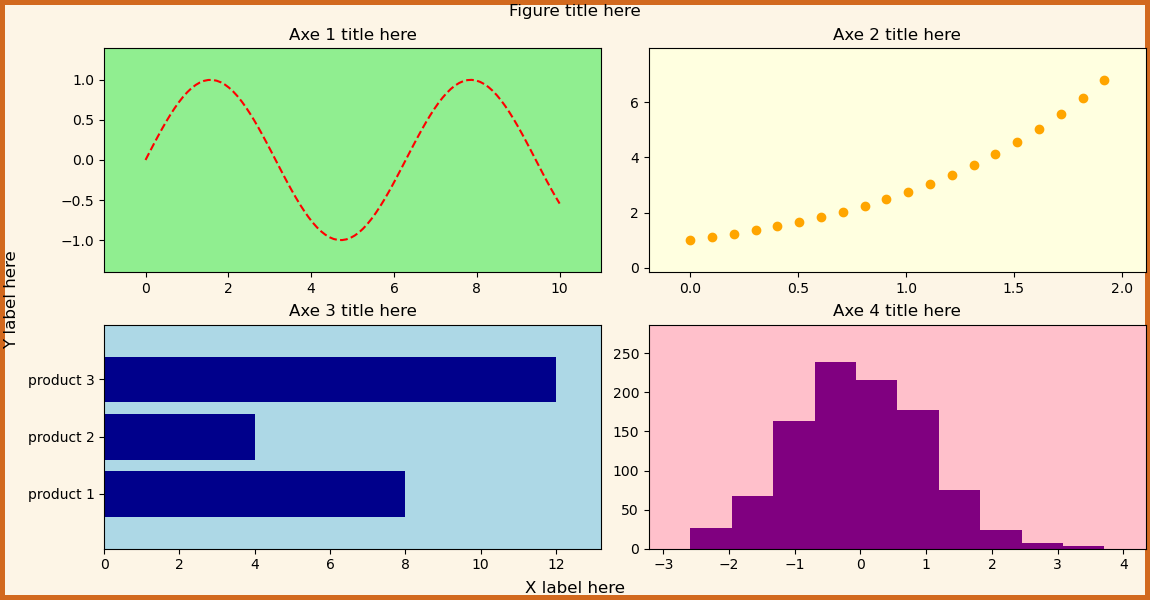 Figure title here
Axe 1 title here
1.0
0.5
0.0
−0.5
−1.0
0 2 4 6 8 10
Axe 2 title here
6
4
2
0
0.0 0.5 1.0 1.5 2.0
Y label here
Axe 3 title here
product 3
product 2
product 1
0 2 4 6 8 10 12
Axe 4 title here
250
200
150
100
50
0
−3 −2 −1 0 1 2 3 4
X label here